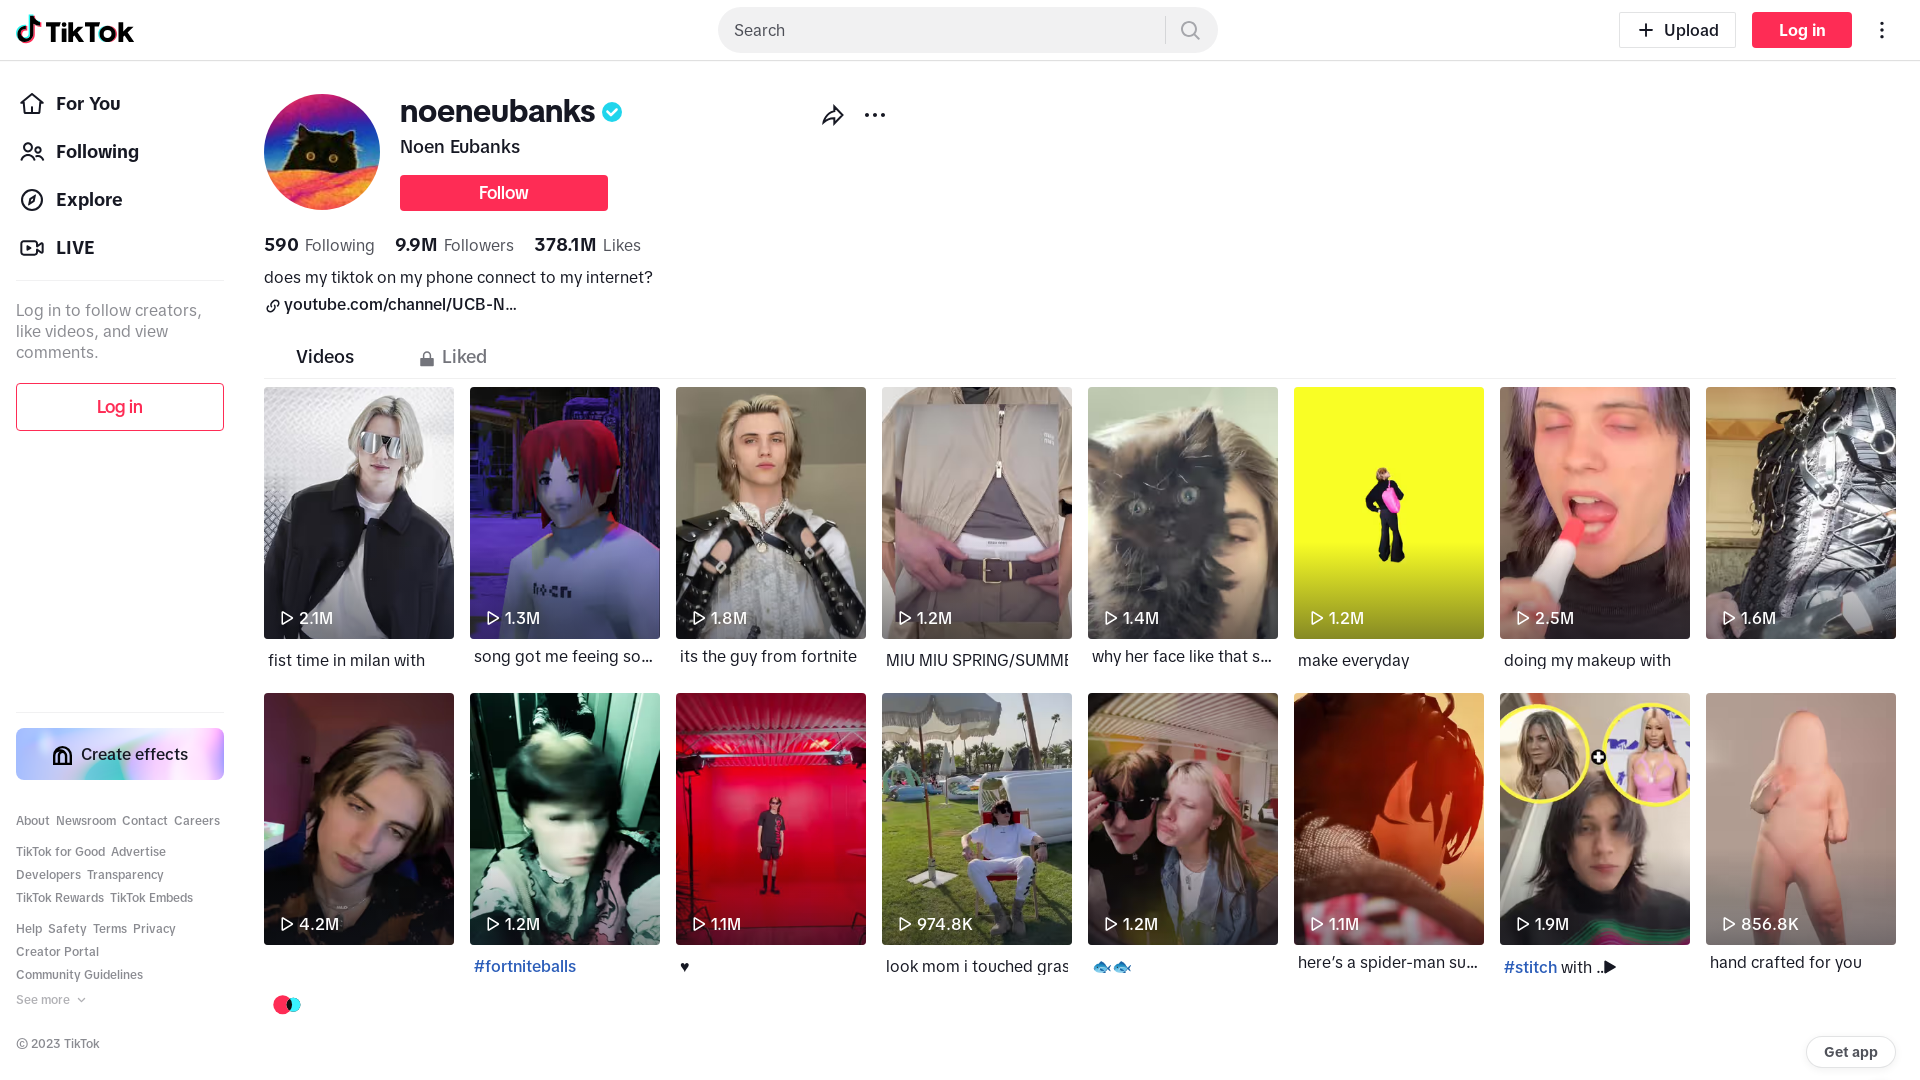 TikTok
Search
Upload
Log in
For You
Following
Explore
LIVE
Log in to follow creators,
like videos, and view
comments.
Log in
Create effects
About Newsroom Contact Careers
TikTok for Good Advertise
Developers Transparency
TikTok Rewards TikTok Embeds
Help Safety Terms Privacy
Creator Portal
Community Guidelines
See more
© 2023 TikTok
noeneubanks
Noen Eubanks
Follow
590 Following 9.9M Followers 378.1M Likes
does my tiktok on my phone connect to my internet?
youtube.com/channel/UCB-N...
Videos
Liked
2.1M
1.3M
1.8M
1.2M
1.4M
1.2M
2.5M
1.6M
fist time in milan with
song got me feeing so...
its the guy from fortnite
MIU MIU SPRING/SUMME
why her face like that s...
make everyday
doing my makeup with
4.2M
1.2M
1.1M
974.8K
1.2M
1.1M
1.9M
856.8K
#fortniteballs
♥
look mom i touched gras
🐟🐟
here's a spider-man su...
#stitch with ...
hand crafted for you
Get app